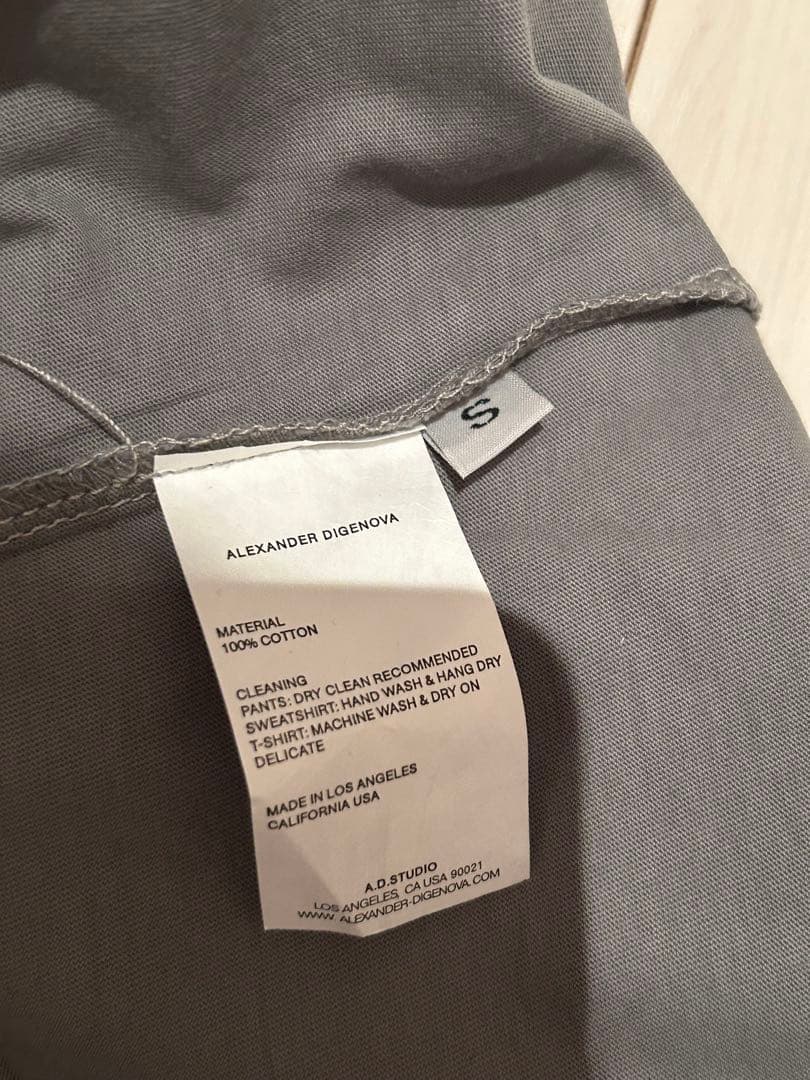 S
ALEXANDER DIGENOVA
MATERIAL
100% COTTON
CLEANING
PANTS: DRY CLEAN RECOMMENDED
SWEATSHIRT: HAND WASH & HANG DRY
T-SHIRT: MACHINE WASH & DRY ON
DELICATE
MADE IN LOS ANGELES
CALIFORNIA USA
A.D.STUDIO
LOS ANGELES, CA USA 90021
WWW.ALEXANDER-DIGENOVA.COM